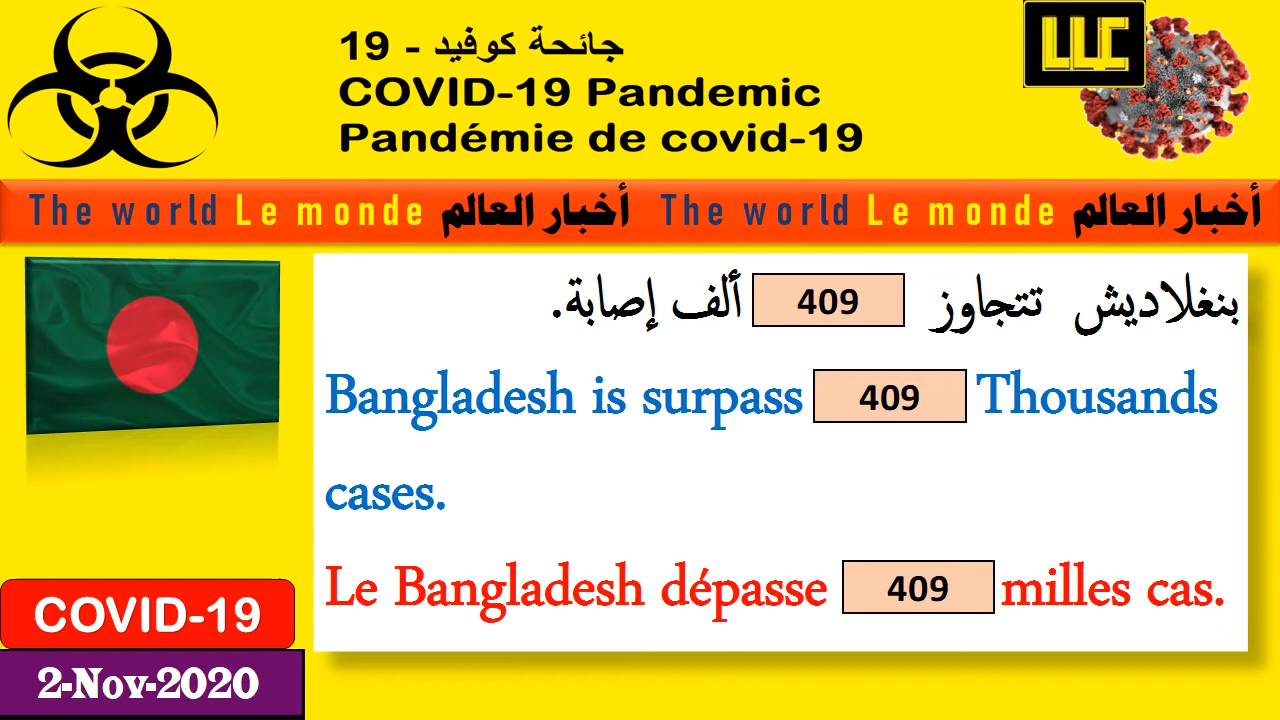 جائحة كوفيد - 19
COVID-19 Pandemic
Pandémie de covid-19
LLC
The world Le monde أخبار العالم The world Le monde أخبار العالم
بنغلاديش تتجاوز 409 ألف إصابة.
Bangladesh is surpass 409 Thousands
cases.
Le Bangladesh dépasse 409 milles cas.
COVID-19
2-Nov-2020